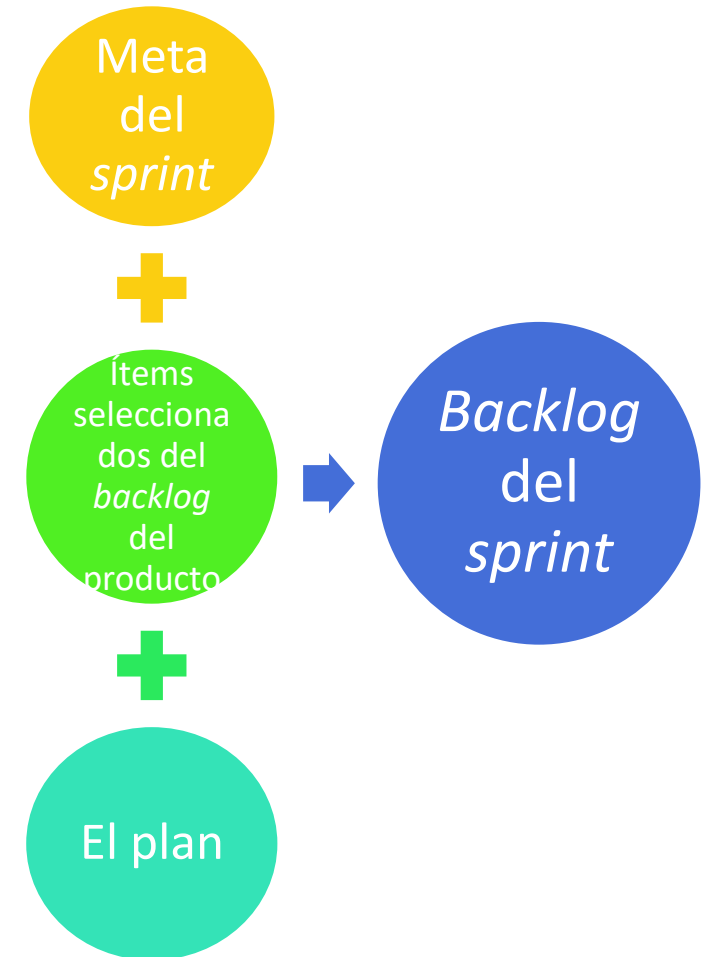 Meta
del
sprint
Ítems
selecciona
dos del
backlog
del
producto
Backlog
del
sprint
El plan